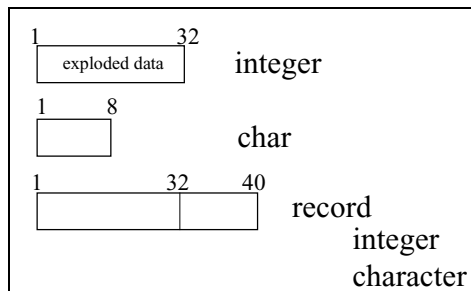 1 32
exploded data integer
1 8
char
1 32 40
record
integer
character